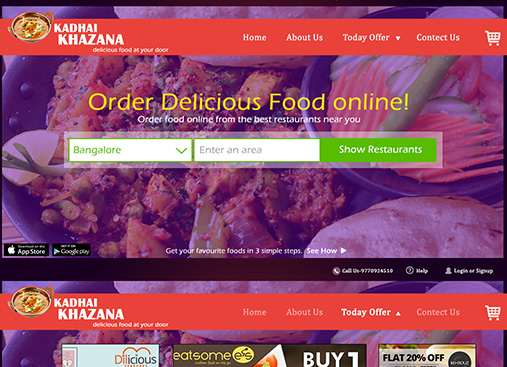 KADHAI
KHAZANA
delicious food at your door
Home About Us Today Offer ▼ Contact Us
Order Delicious Food online!
Order food online from the best restaurants near you
Bangalore Enter an area Show Restaurants
Download on the
App Store
GET IT ON
Google play
Get your favourite foods in 3 simple steps. See How ▶
Call Us-9770924510 Help Login or Signup
KADHAI
KHAZANA
delicious food at your door
Home About Us Today Offer ▲ Contact Us
Dilicious
eatsome
BUY 1
FLAT 20% OFF
BEHROUZ